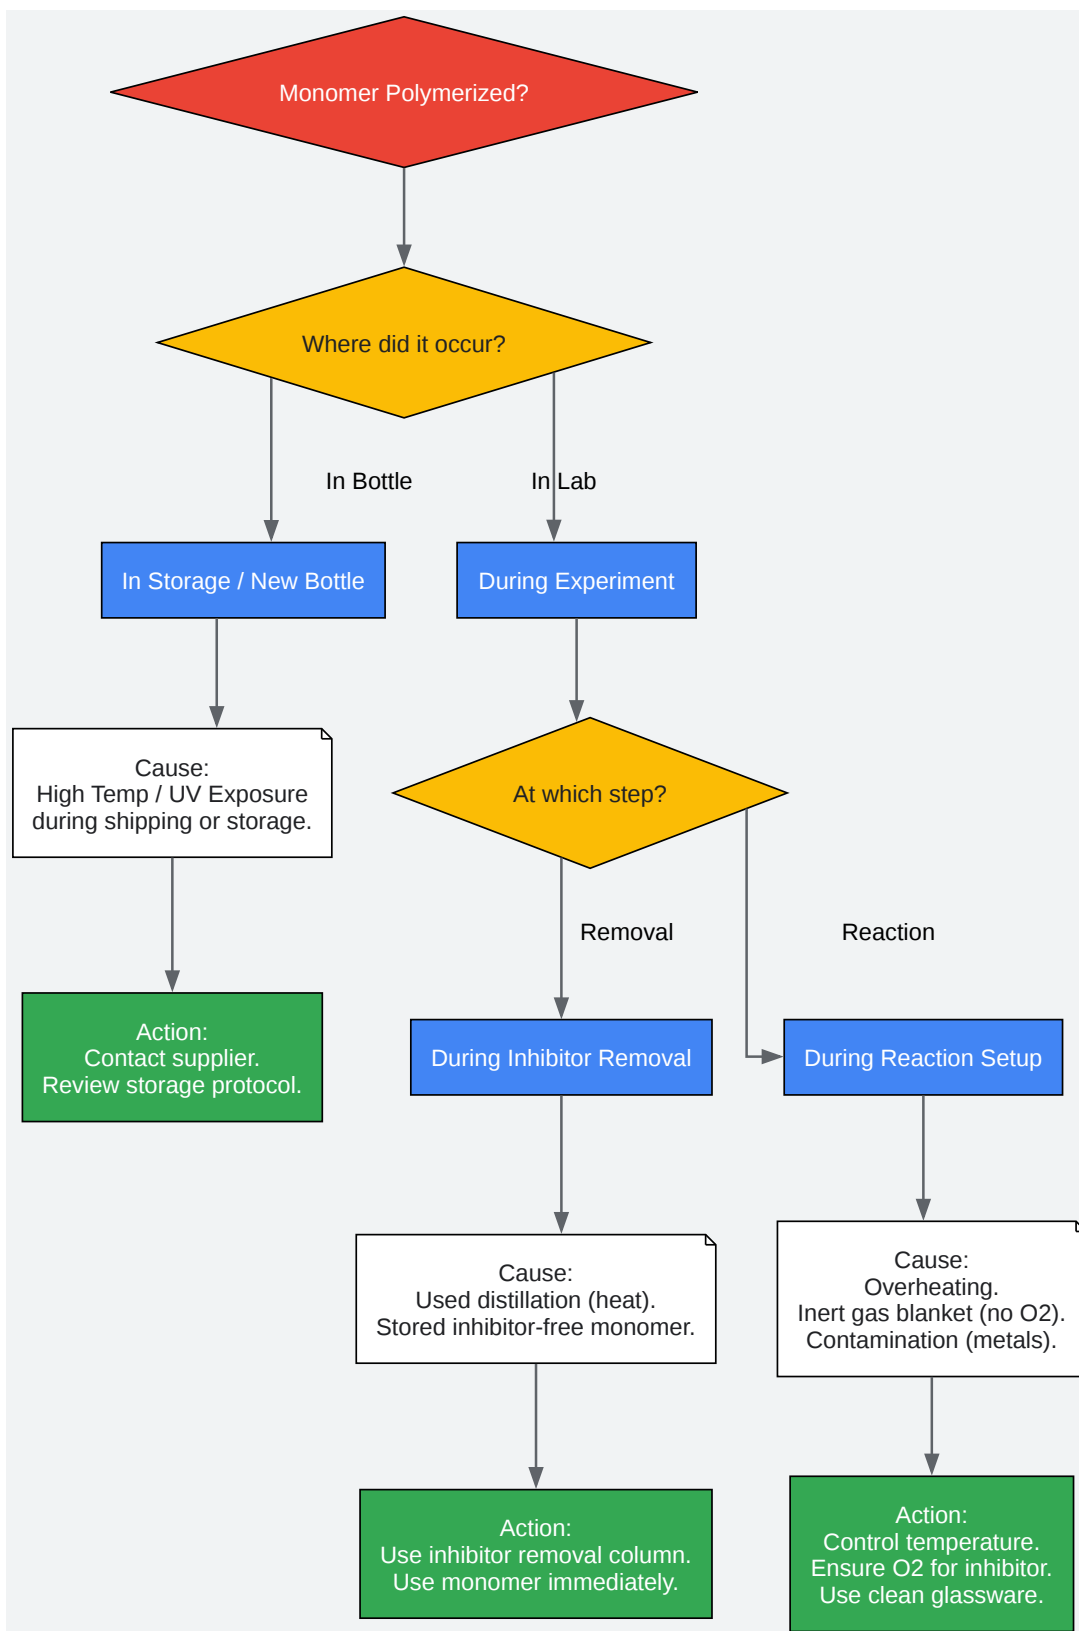 Monomer Polymerized?
Where did it occur?
In Bottle
In Lab
In Storage / New Bottle
During Experiment
Cause:
High Temp / UV Exposure
during shipping or storage.
At which step?
Removal
Reaction
Action:
Contact supplier.
Review storage protocol.
During Inhibitor Removal
During Reaction Setup
Cause:
Used distillation (heat).
Stored inhibitor-free monomer.
Cause:
Overheating.
Inert gas blanket (no O2).
Contamination (metals).
Action:
Use inhibitor removal column.
Use monomer immediately.
Action:
Control temperature.
Ensure O2 for inhibitor.
Use clean glassware.